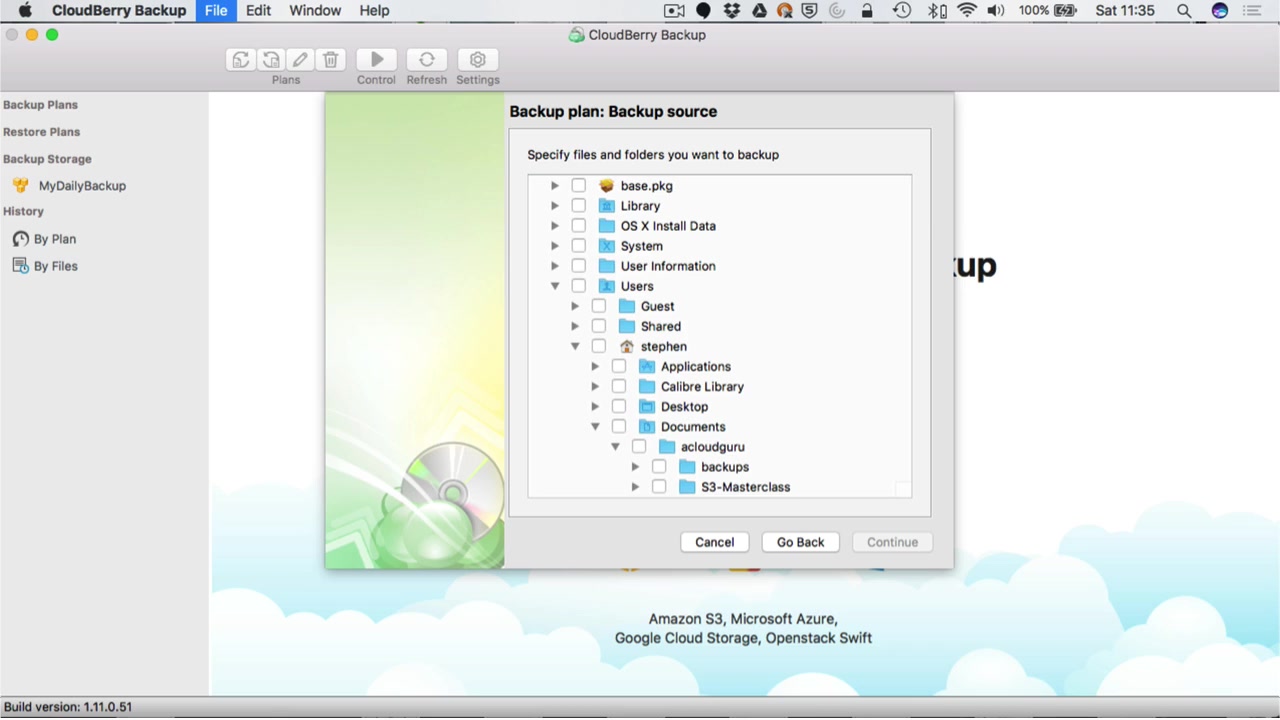 CloudBerry Backup File Edit Window Help 100% Sat 11:35
CloudBerry Backup
Plans Control Refresh Settings
Backup Plans
Restore Plans
Backup Storage
MyDailyBackup
History
By Plan
By Files
Backup plan: Backup source
Specify files and folders you want to backup
base.pkg
Library
OS X Install Data
System
User Information
Users
Guest
Shared
stephen
Applications
Calibre Library
Desktop
Documents
acloudguru
backups
S3-Masterclass
Cancel Go Back Continue
kup
Amazon S3, Microsoft Azure,
Google Cloud Storage, Openstack Swift
Build version: 1.11.0.51